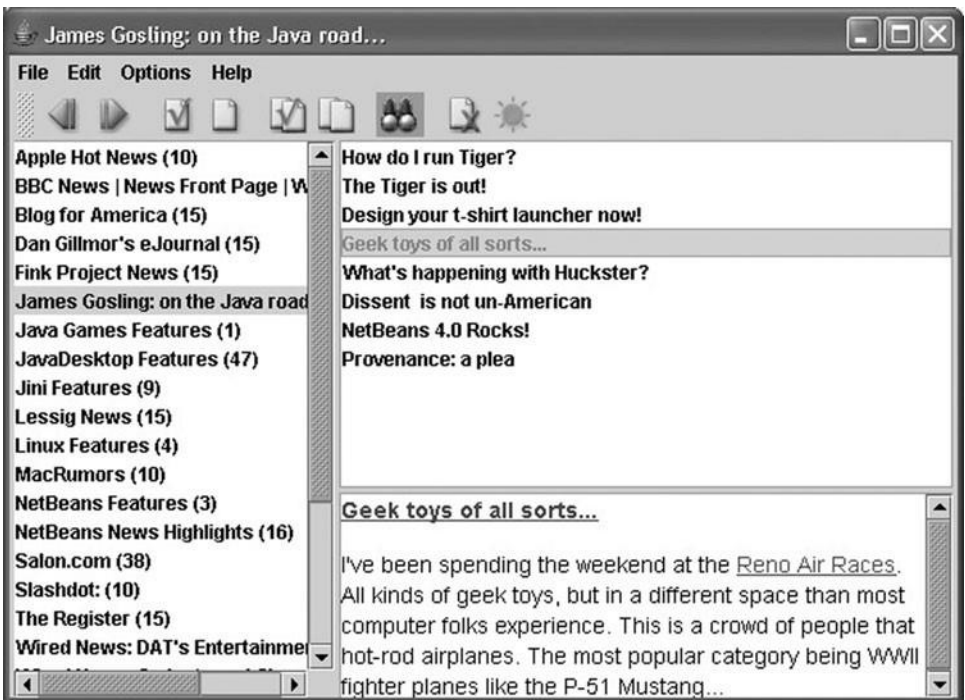 James Gosling: on the Java road...
File Edit Options Help
Apple Hot News (10)
BBC News | News Front Page | W
Blog for America (15)
Dan Gillmor's eJournal (15)
Fink Project News (15)
James Gosling: on the Java road
Java Games Features (1)
JavaDesktop Features (47)
Jini Features (9)
Lessig News (15)
Linux Features (4)
MacRumors (10)
NetBeans Features (3)
NetBeans News Highlights (16)
Salon.com (38)
Slashdot: (10)
The Register (15)
Wired News: DAT's Entertainmen
How do I run Tiger?
The Tiger is out!
Design your t-shirt launcher now!
Geek toys of all sorts...
What's happening with Huckster?
Dissent is not un-American
NetBeans 4.0 Rocks!
Provenance: a plea
Geek toys of all sorts...
I've been spending the weekend at the Reno Air Races.
All kinds of geek toys, but in a different space than most
computer folks experience. This is a crowd of people that
hot-rod airplanes. The most popular category being WWII
fighter planes like the P-51 Mustang...